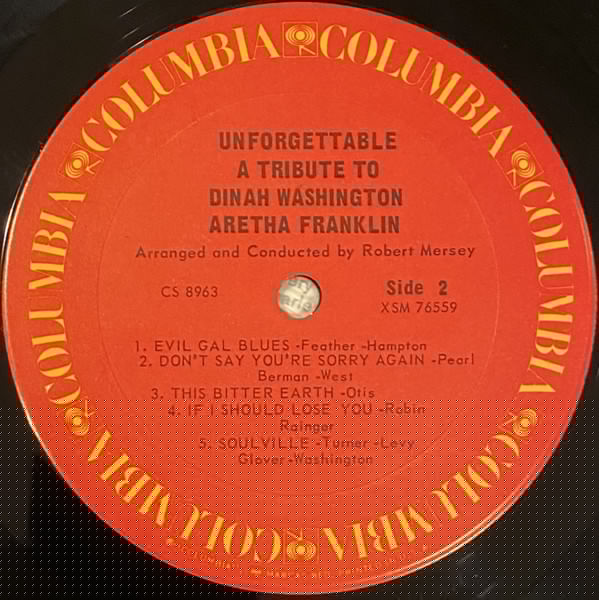 COLUMBIA COLUMBIA COLUMBIA COLUMBIA COLUMBIA COLUMBIA COLUMBIA
UNFORGETTABLE
A TRIBUTE TO
DINAH WASHINGTON
ARETHA FRANKLIN
Arranged and Conducted by Robert Mersey
CS 8963
Side 2
XSM 76559
1. EVIL GAL BLUES -Feather -Hampton
2. DON'T SAY YOU'RE SORRY AGAIN -Pearl
Berman -West
3. THIS BITTER EARTH -Otis
4. IF I SHOULD LOSE YOU -Robin
Rainger
5. SOULVILLE -Turner -Levy
Glover -Washington